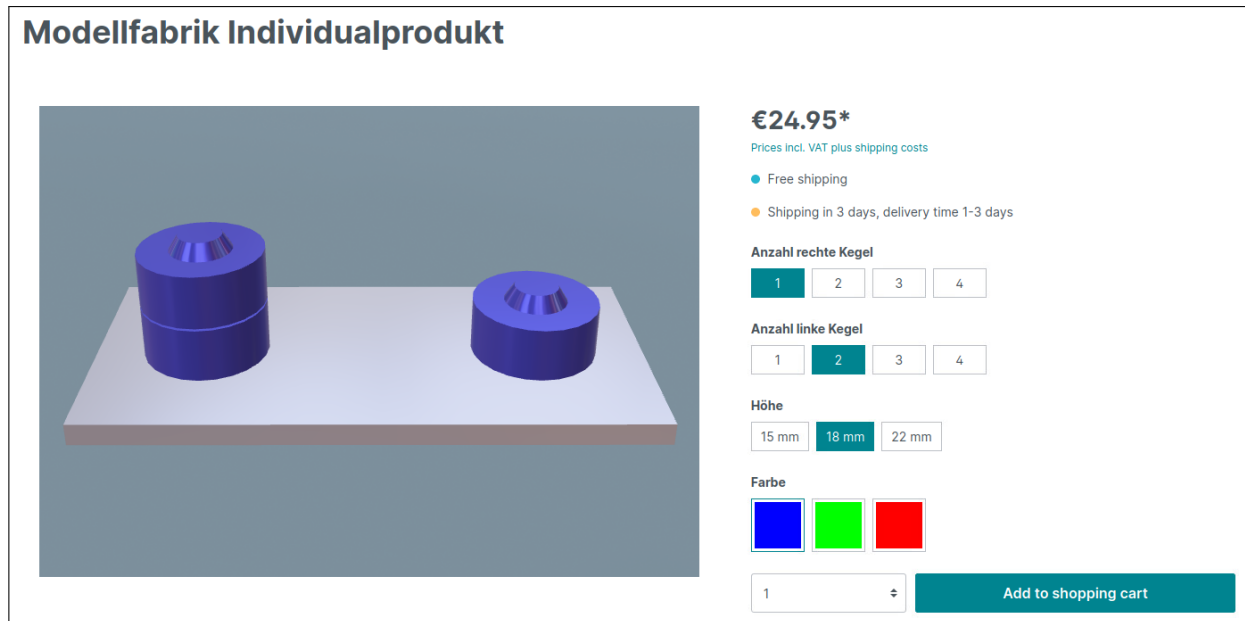 Modellfabrik Individualprodukt
€24.95*
Prices incl. VAT plus shipping costs
Free shipping
Shipping in 3 days, delivery time 1-3 days
Anzahl rechte Kegel
1 2 3 4
Anzahl linke Kegel
1 2 3 4
Höhe
15 mm 18 mm 22 mm
Farbe
1 Add to shopping cart